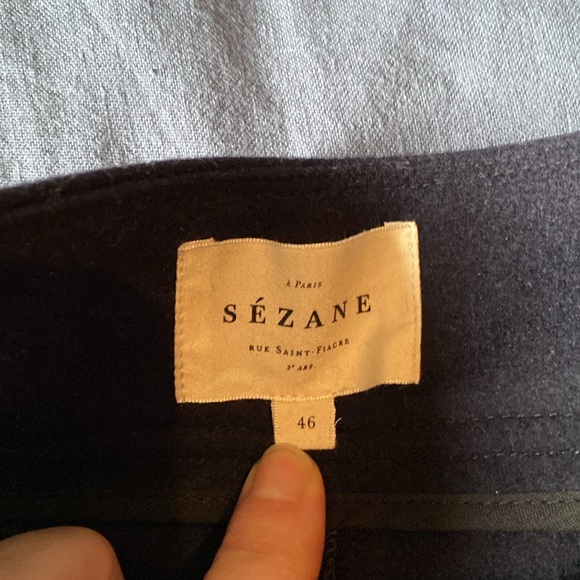 À PARIS
SÉZANE
RUE SAINT-FIACRE
2e ARR.
46